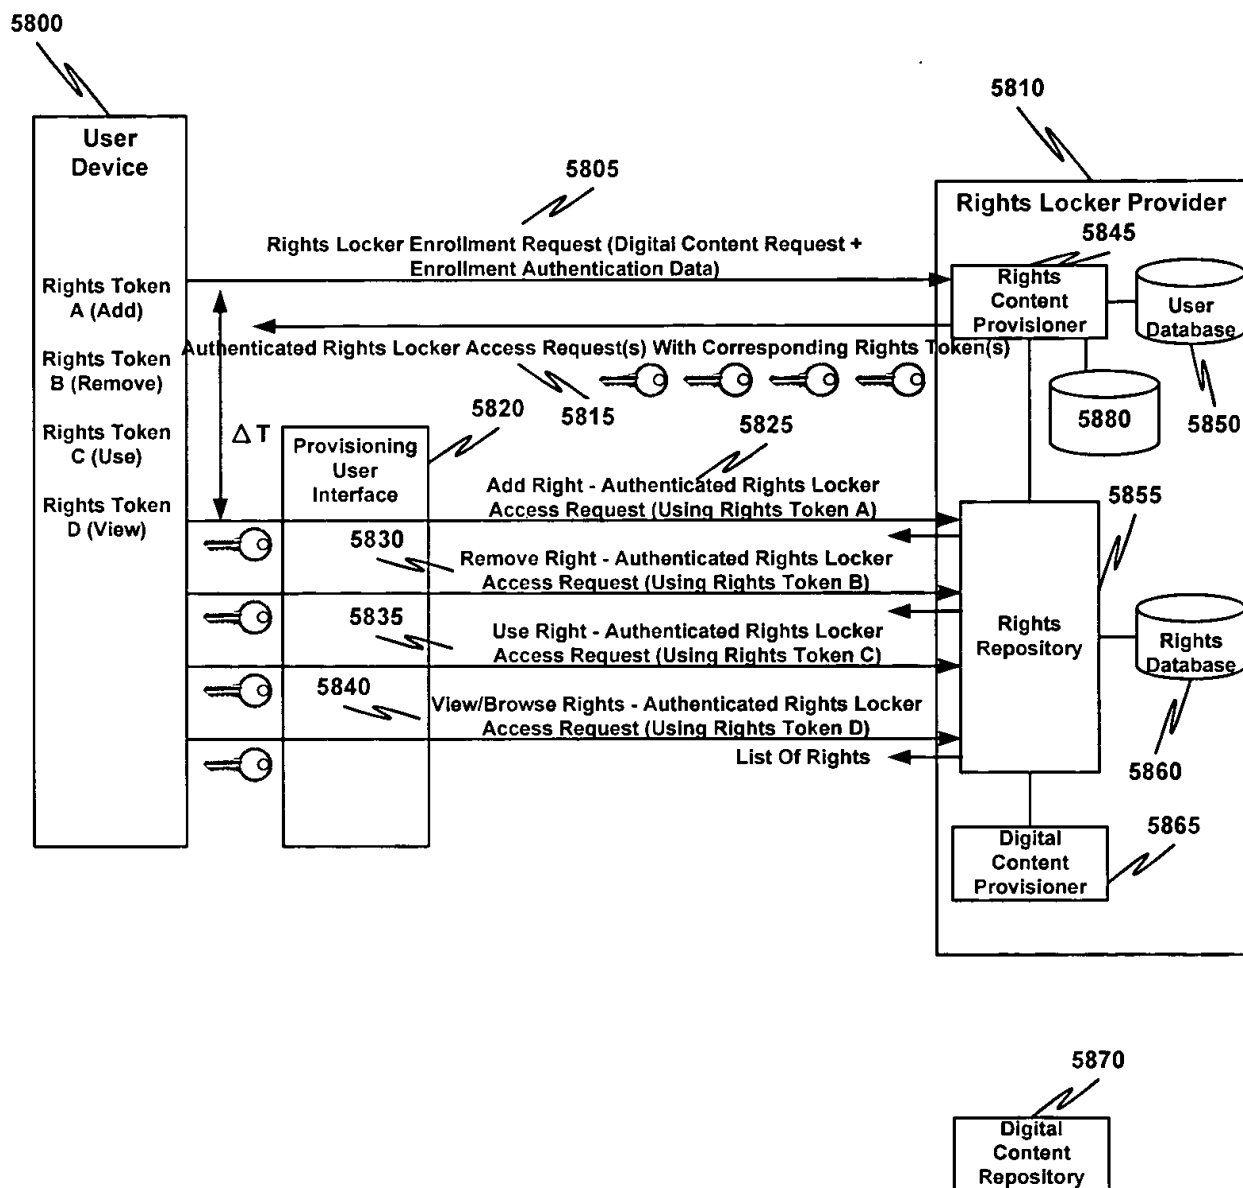 5800
5810
User
Device
5805
Rights Locker Provider
5845
Rights Locker Enrollment Request (Digital Content Request +
Enrollment Authentication Data)
Rights
Content
Provisioner
User
Database
Rights Token
A (Add)
Authenticated Rights Locker Access Request(s) With Corresponding Rights Token(s)
Rights Token
B (Remove)
5815
5820
5825
5880
5850
Rights Token
C (Use)
ΔT
Provisioning
User
Interface
Rights Token
D (View)
Add Right - Authenticated Rights Locker
Access Request (Using Rights Token A)
5855
5830
Remove Right - Authenticated Rights Locker
Access Request (Using Rights Token B)
5835
Use Right - Authenticated Rights Locker
Access Request (Using Rights Token C)
Rights
Repository
Rights
Database
5840
View/Browse Rights - Authenticated Rights Locker
Access Request (Using Rights Token D)
List Of Rights
5860
5865
Digital
Content
Provisioner
5870
Digital
Content
Repository